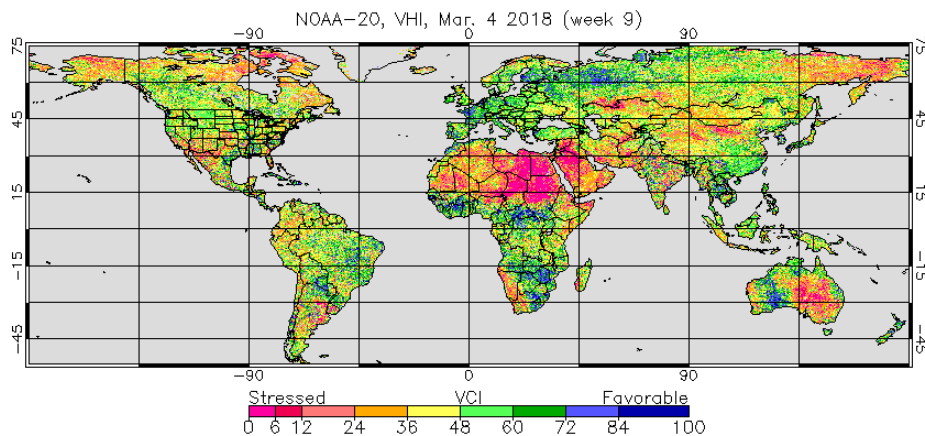 NOAA-20, VHI, Mar. 4 2018 (week 9)
-90 0 90
75 75
45 45
15 15
-15 -15
-45 -45
-90 0 90
Stressed VCI Favorable
0 6 12 24 36 48 60 72 84 100